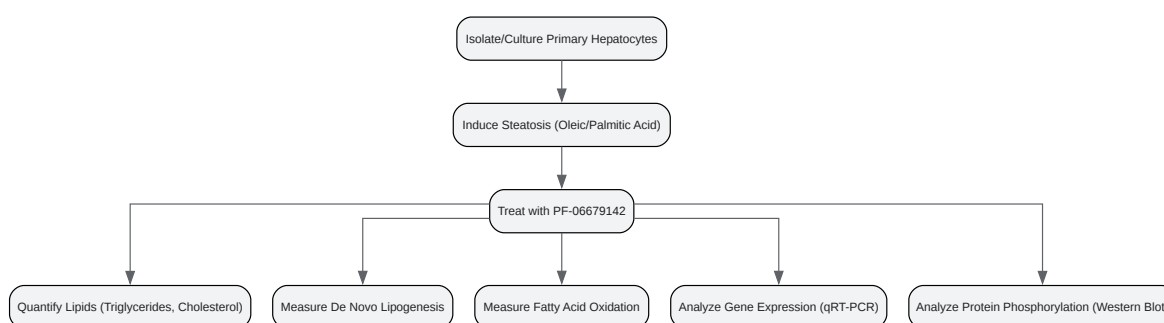 Isolate/Culture Primary Hepatocytes
Induce Steatosis (Oleic/Palmitic Acid)
Treat with PF-06679142
Quantify Lipids (Triglycerides, Cholesterol)
Measure De Novo Lipogenesis
Measure Fatty Acid Oxidation
Analyze Gene Expression (qRT-PCR)
Analyze Protein Phosphorylation (Western Blot